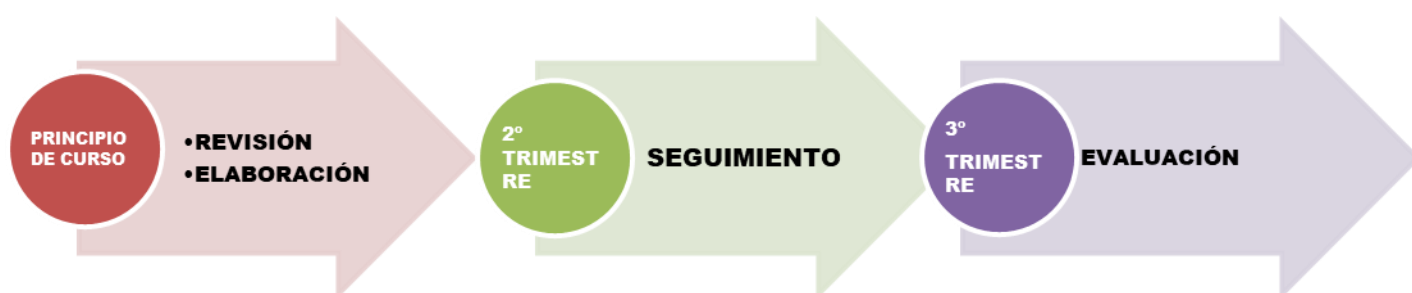 PRINCIPIO
DE CURSO
•REVISIÓN
•ELABORACIÓN
2º
TRIMEST
RE
SEGUIMIENTO
3º
TRIMEST
RE
EVALUACIÓN